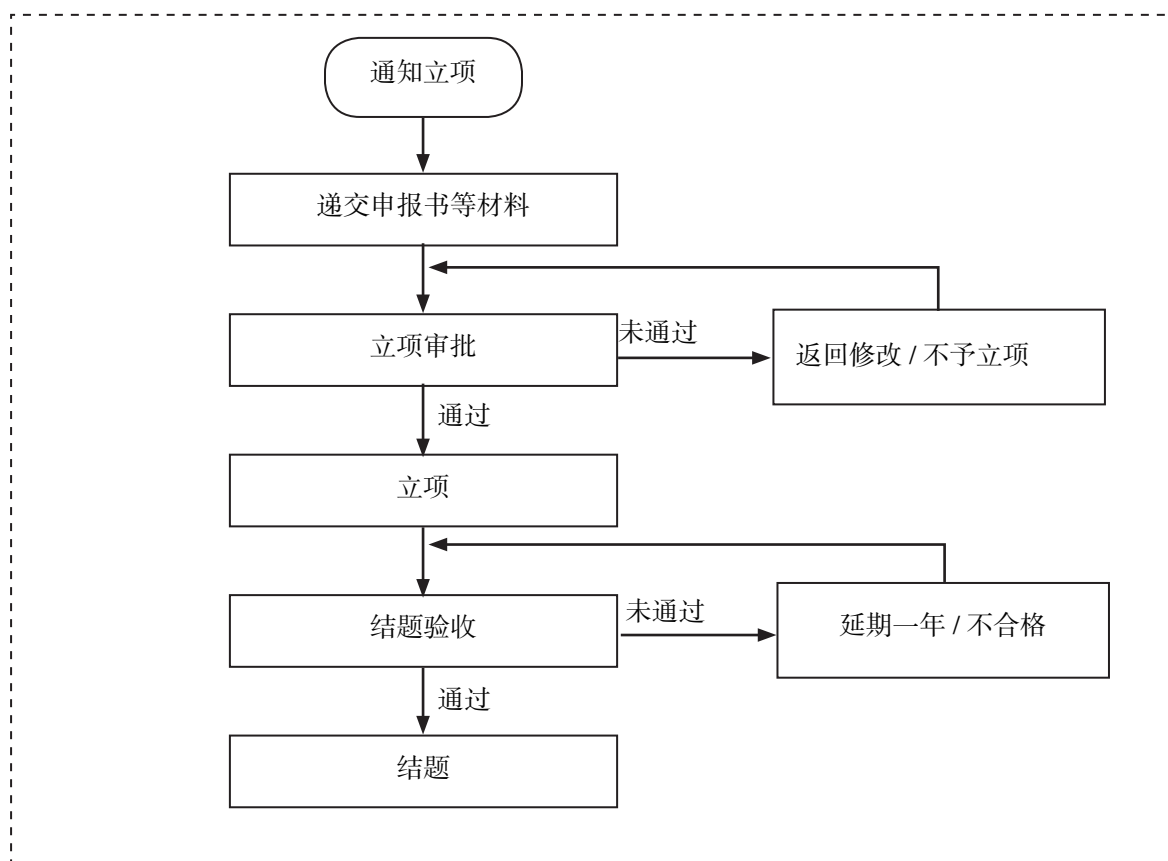 通知立项
递交申报书等材料
立项审批
未通过
返回修改 / 不予立项
通过
立项
结题验收
未通过
延期一年 / 不合格
通过
结题